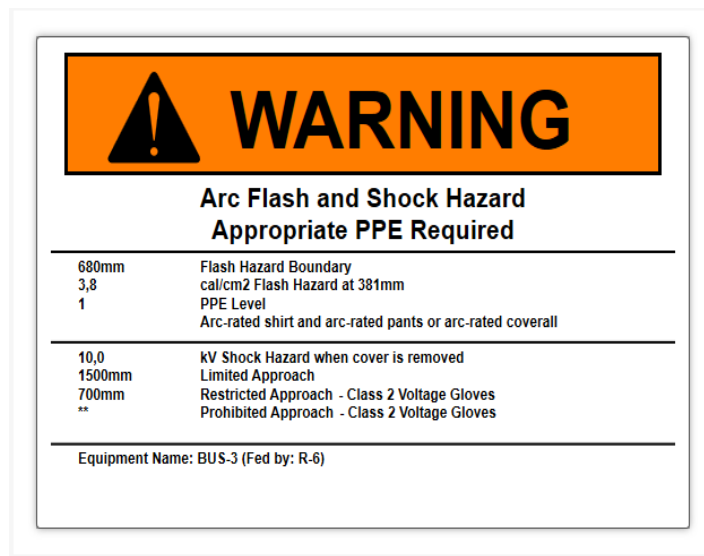 WARNING
Arc Flash and Shock Hazard
Appropriate PPE Required
680mm Flash Hazard Boundary
3,8 cal/cm2 Flash Hazard at 381mm
1 PPE Level
Arc-rated shirt and arc-rated pants or arc-rated coverall
10,0 kV Shock Hazard when cover is removed
1500mm Limited Approach
700mm Restricted Approach - Class 2 Voltage Gloves
** Prohibited Approach - Class 2 Voltage Gloves
Equipment Name: BUS-3 (Fed by: R-6)